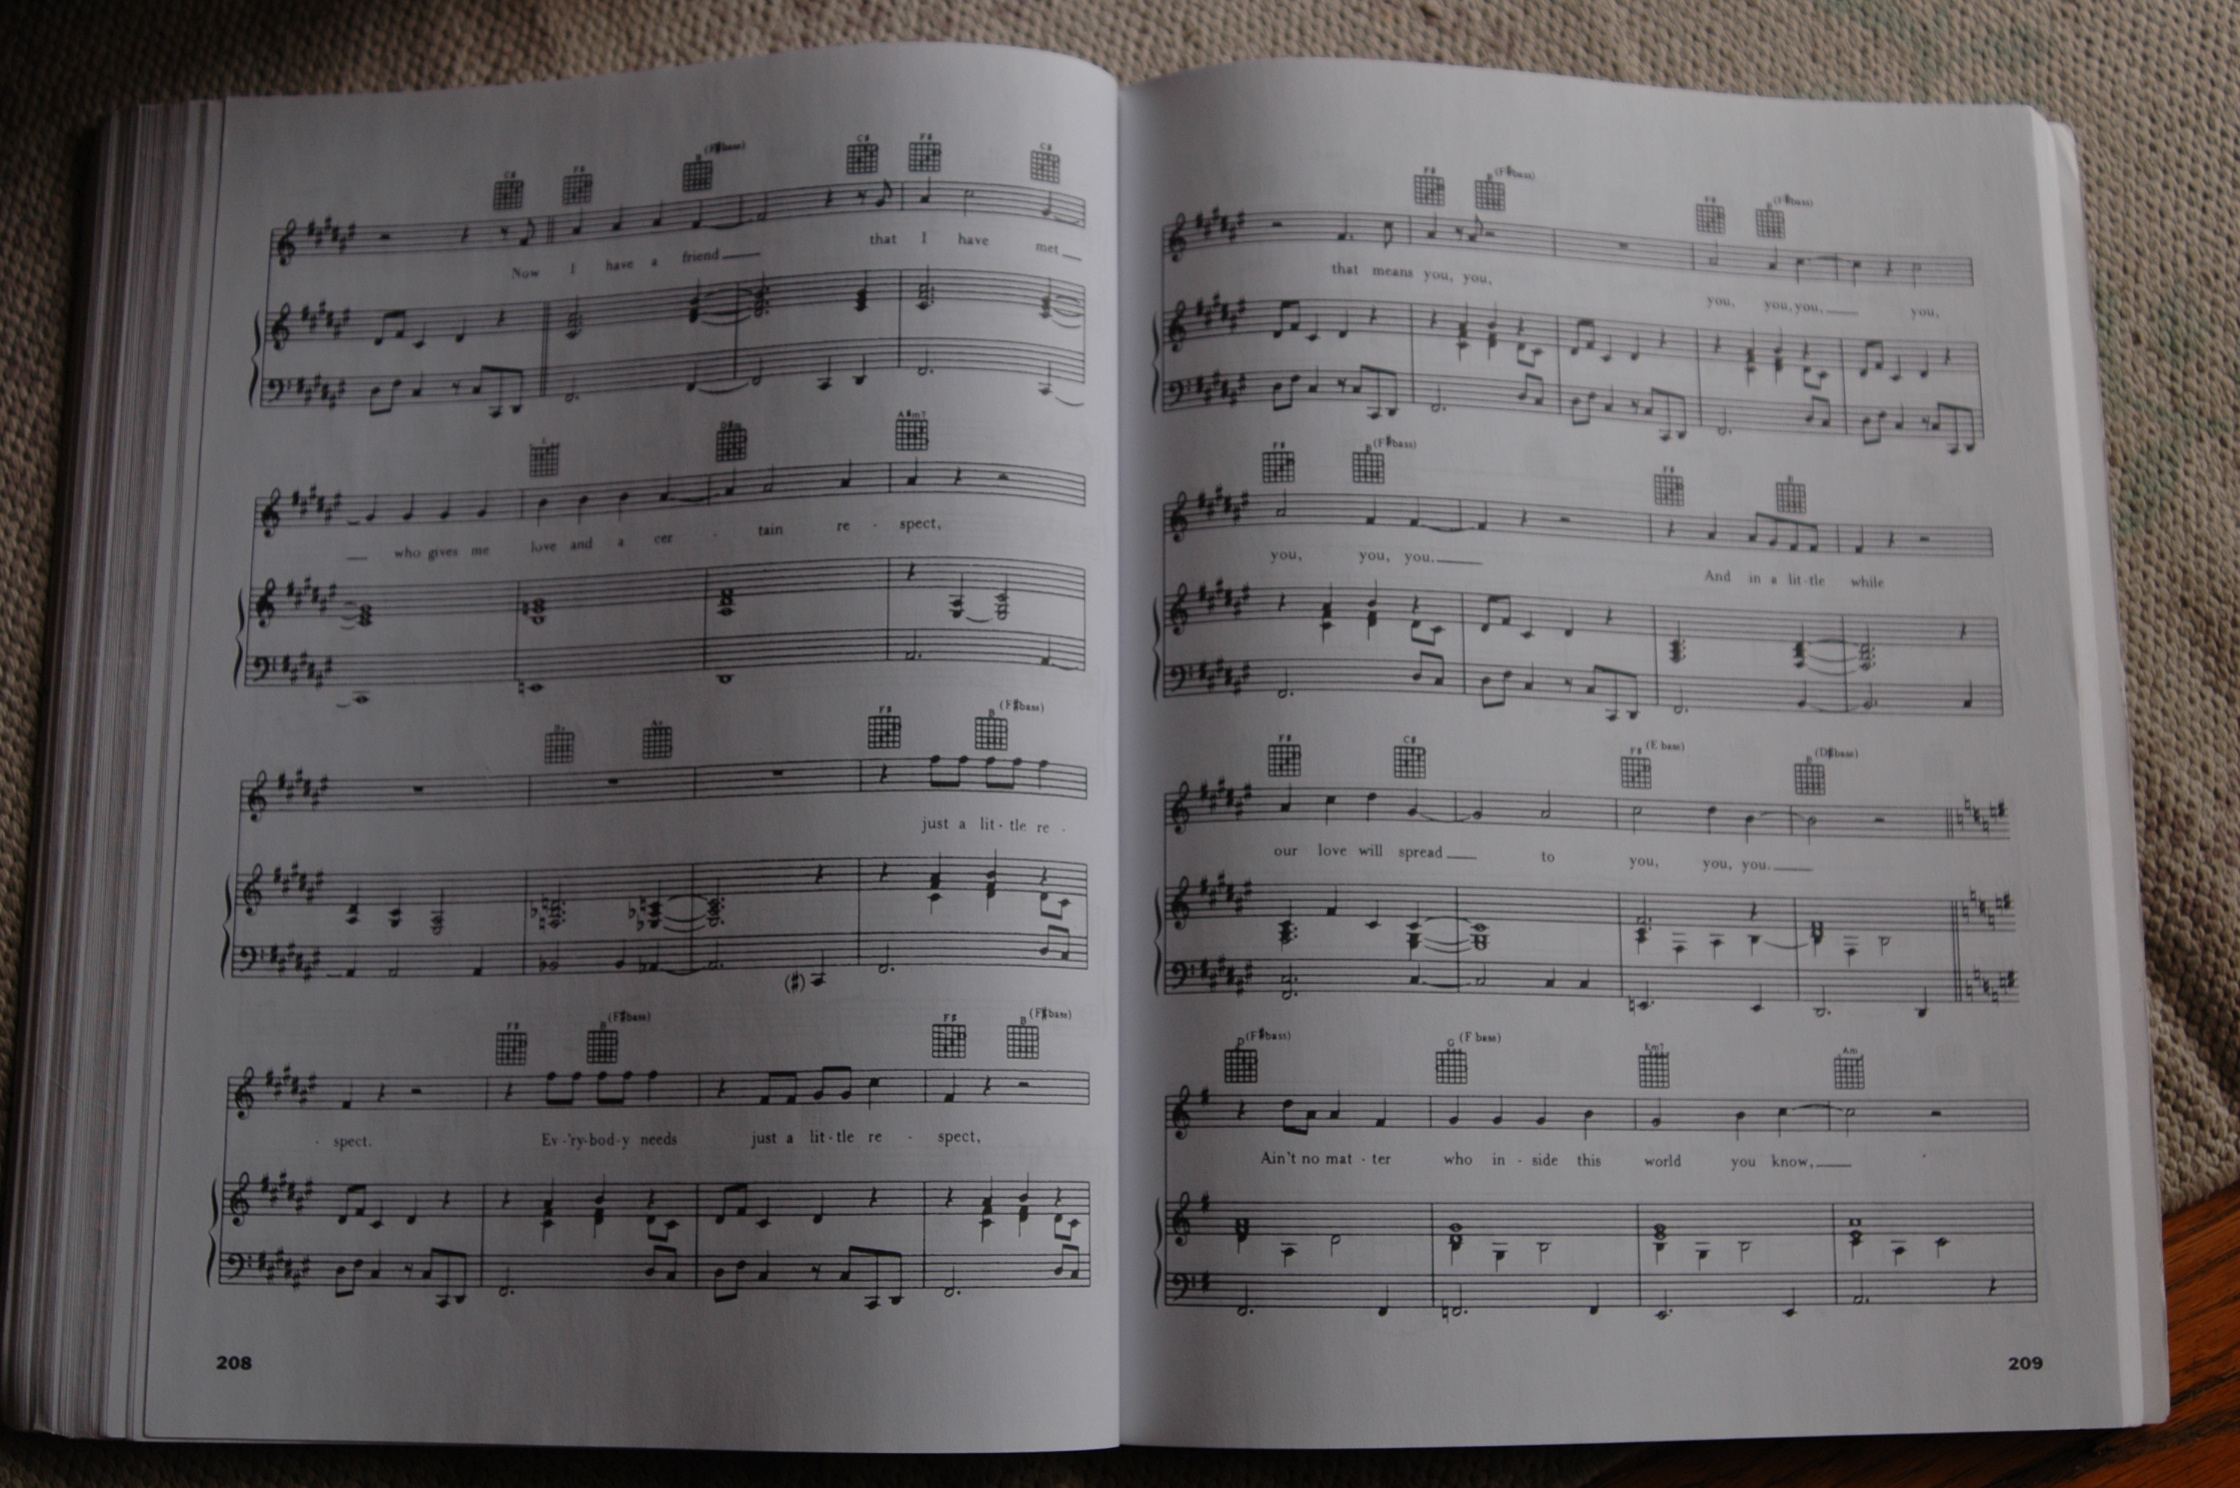 C# F# B (F#bass) C# F# C#
Now I have a friend that I have met
D#m A#m7
who gives me love and a cer - tain re - spect,
F# B (F#bass)
just a lit - tle re -
F# B (F#bass) F# B (F#bass)
- spect. Ev-'ry-bod-y needs just a lit - tle re - spect,
208
F# B (F#bass) F# B (F#bass)
that means you, you, you, you, you, you,
F# B (F#bass) F# B
you, you, you. And in a lit - tle while
F# C# F# (E bass) B (D#bass)
our love will spread to you, you, you.
D (F#bass) G (F bass) Em7 Am
Ain't no mat - ter who in - side this world you know,
209